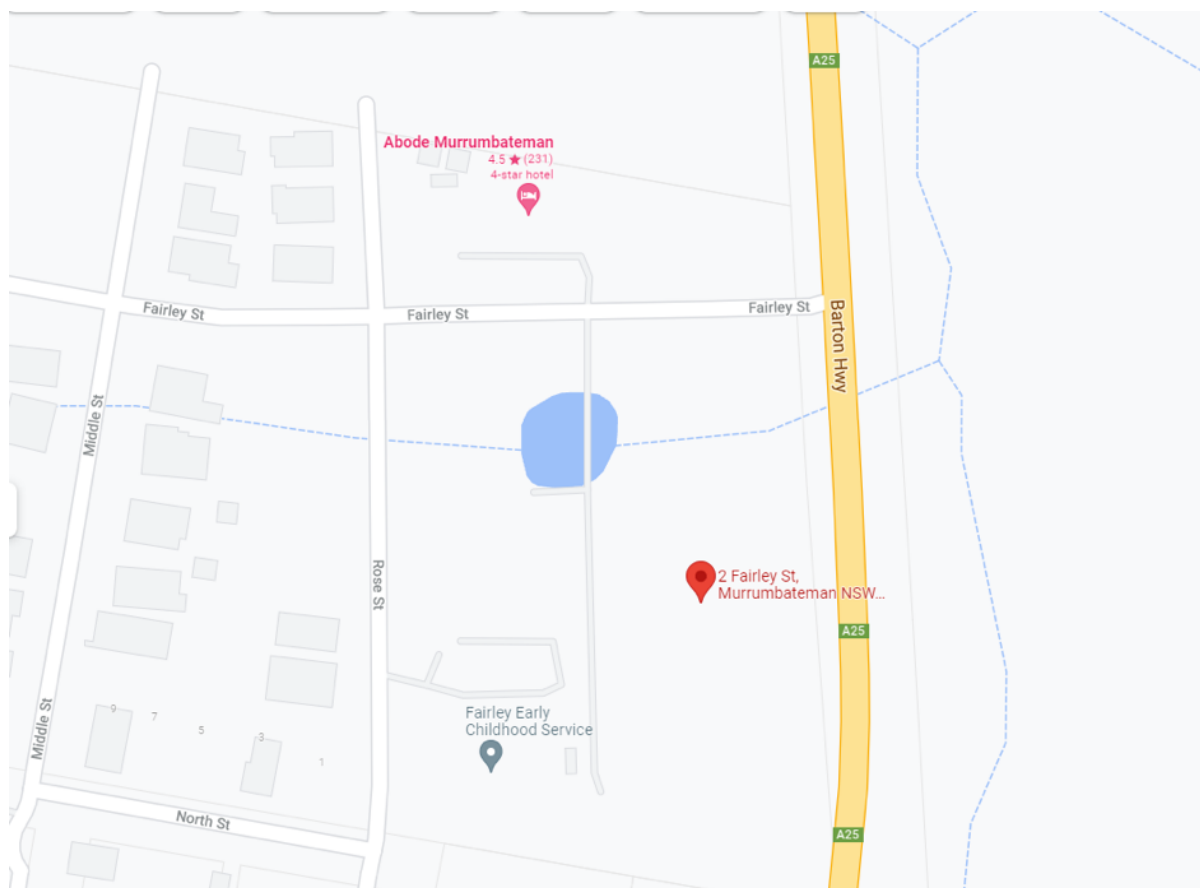 A25
Abode Murrumbateman
4.5 ★ (231)
4-star hotel
Fairley St
Fairley St
Fairley St
Barton Hwy
Middle St
Rose St
2 Fairley St,
Murrumbateman NSW...
A25
Fairley Early
Childhood Service
Middle St
9
7
5
3
1
North St
A25